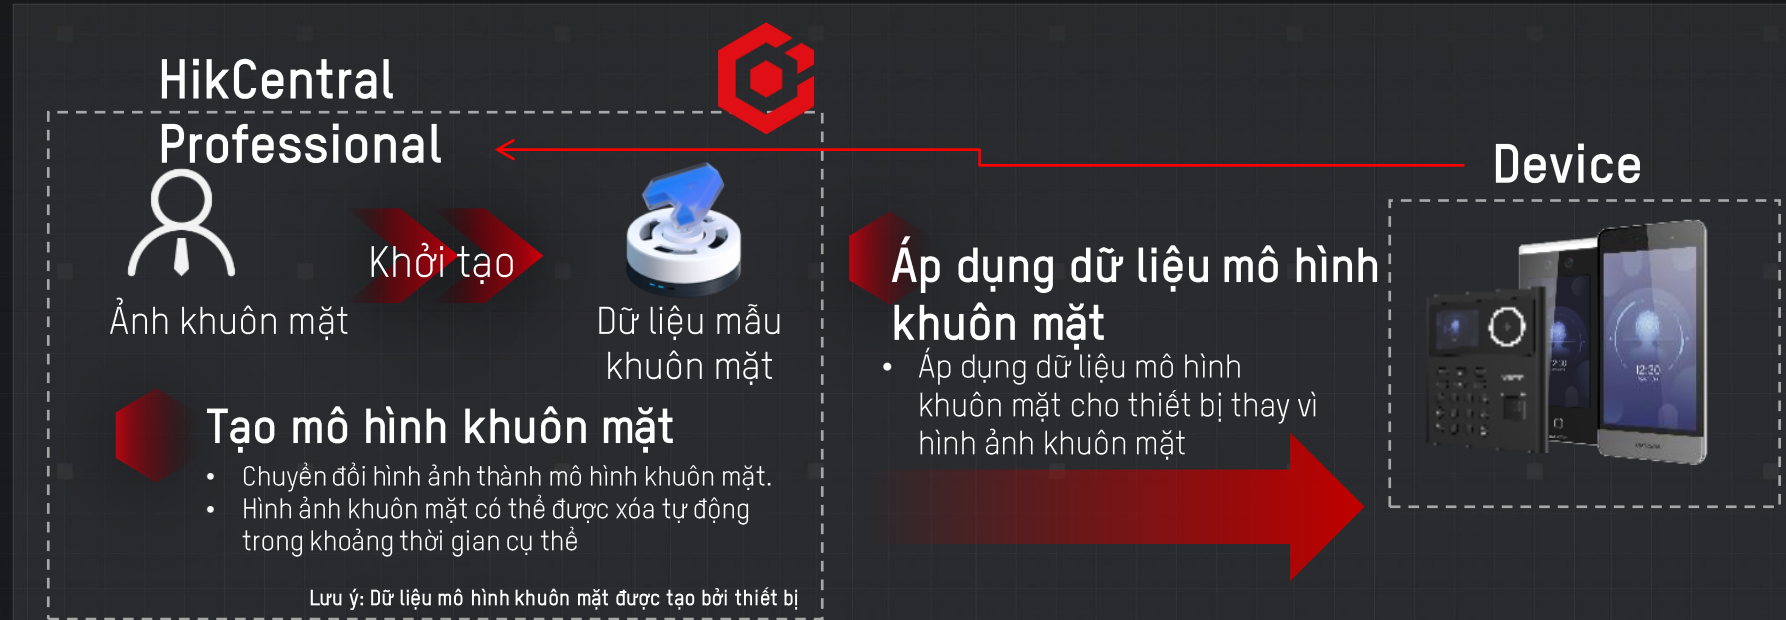 HikCentral
Professional
Device
Khởi tạo
Ảnh khuôn mặt
Dữ liệu mẫu
khuôn mặt
Áp dụng dữ liệu mô hình
khuôn mặt
• Áp dụng dữ liệu mô hình
khuôn mặt cho thiết bị thay vì
hình ảnh khuôn mặt
Tạo mô hình khuôn mặt
• Chuyển đổi hình ảnh thành mô hình khuôn mặt.
• Hình ảnh khuôn mặt có thể được xóa tự động
trong khoảng thời gian cụ thể
Lưu ý: Dữ liệu mô hình khuôn mặt được tạo bởi thiết bị
12:30